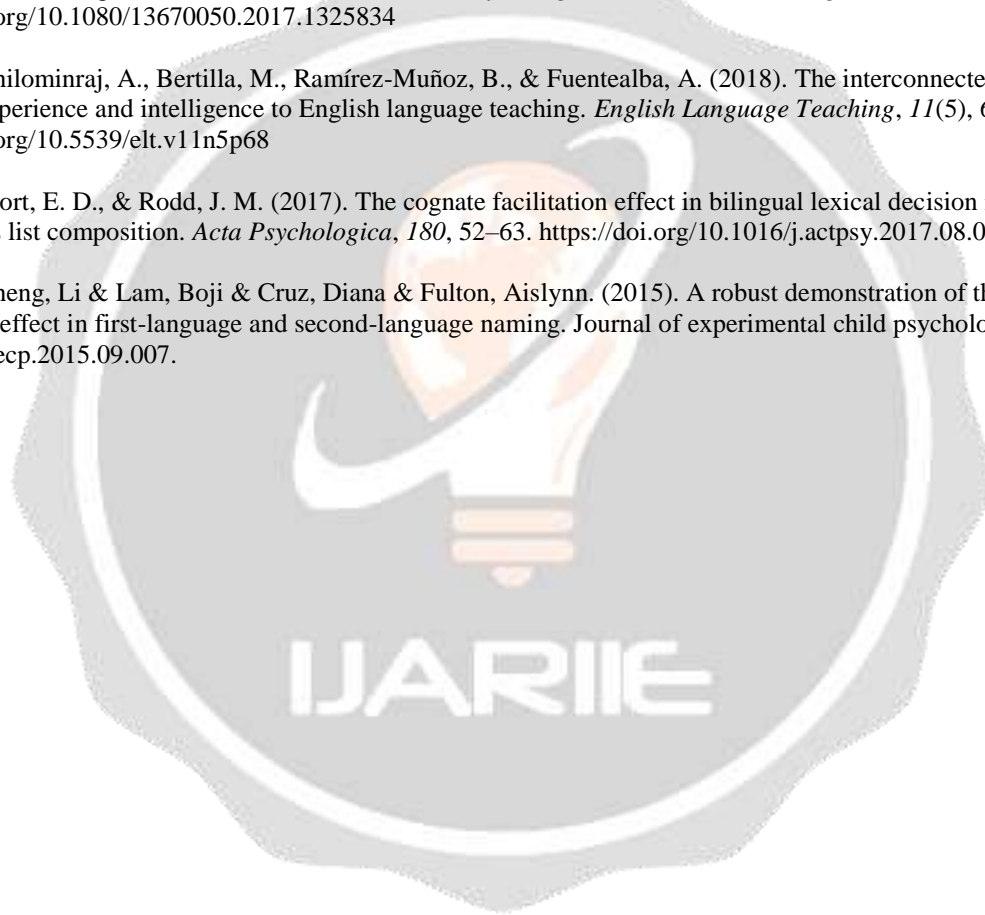 org/10.1080/13670050.2017.1325834
hilominraj, A., Bertilla, M., Ramírez-Muñoz, B., & Fuentealba, A. (2018). The interconnecte
perience and intelligence to English language teaching. English Language Teaching, 11(5), 6
org/10.5539/elt.v11n5p68
ort, E. D., & Rodd, J. M. (2017). The cognate facilitation effect in bilingual lexical decision
list composition. Acta Psychologica, 180, 52–63. https://doi.org/10.1016/j.actpsy.2017.08.0
heng, Li & Lam, Boji & Cruz, Diana & Fulton, Aislynn. (2015). A robust demonstration of th
effect in first-language and second-language naming. Journal of experimental child psycholo
ecp.2015.09.007.
IJARIIE